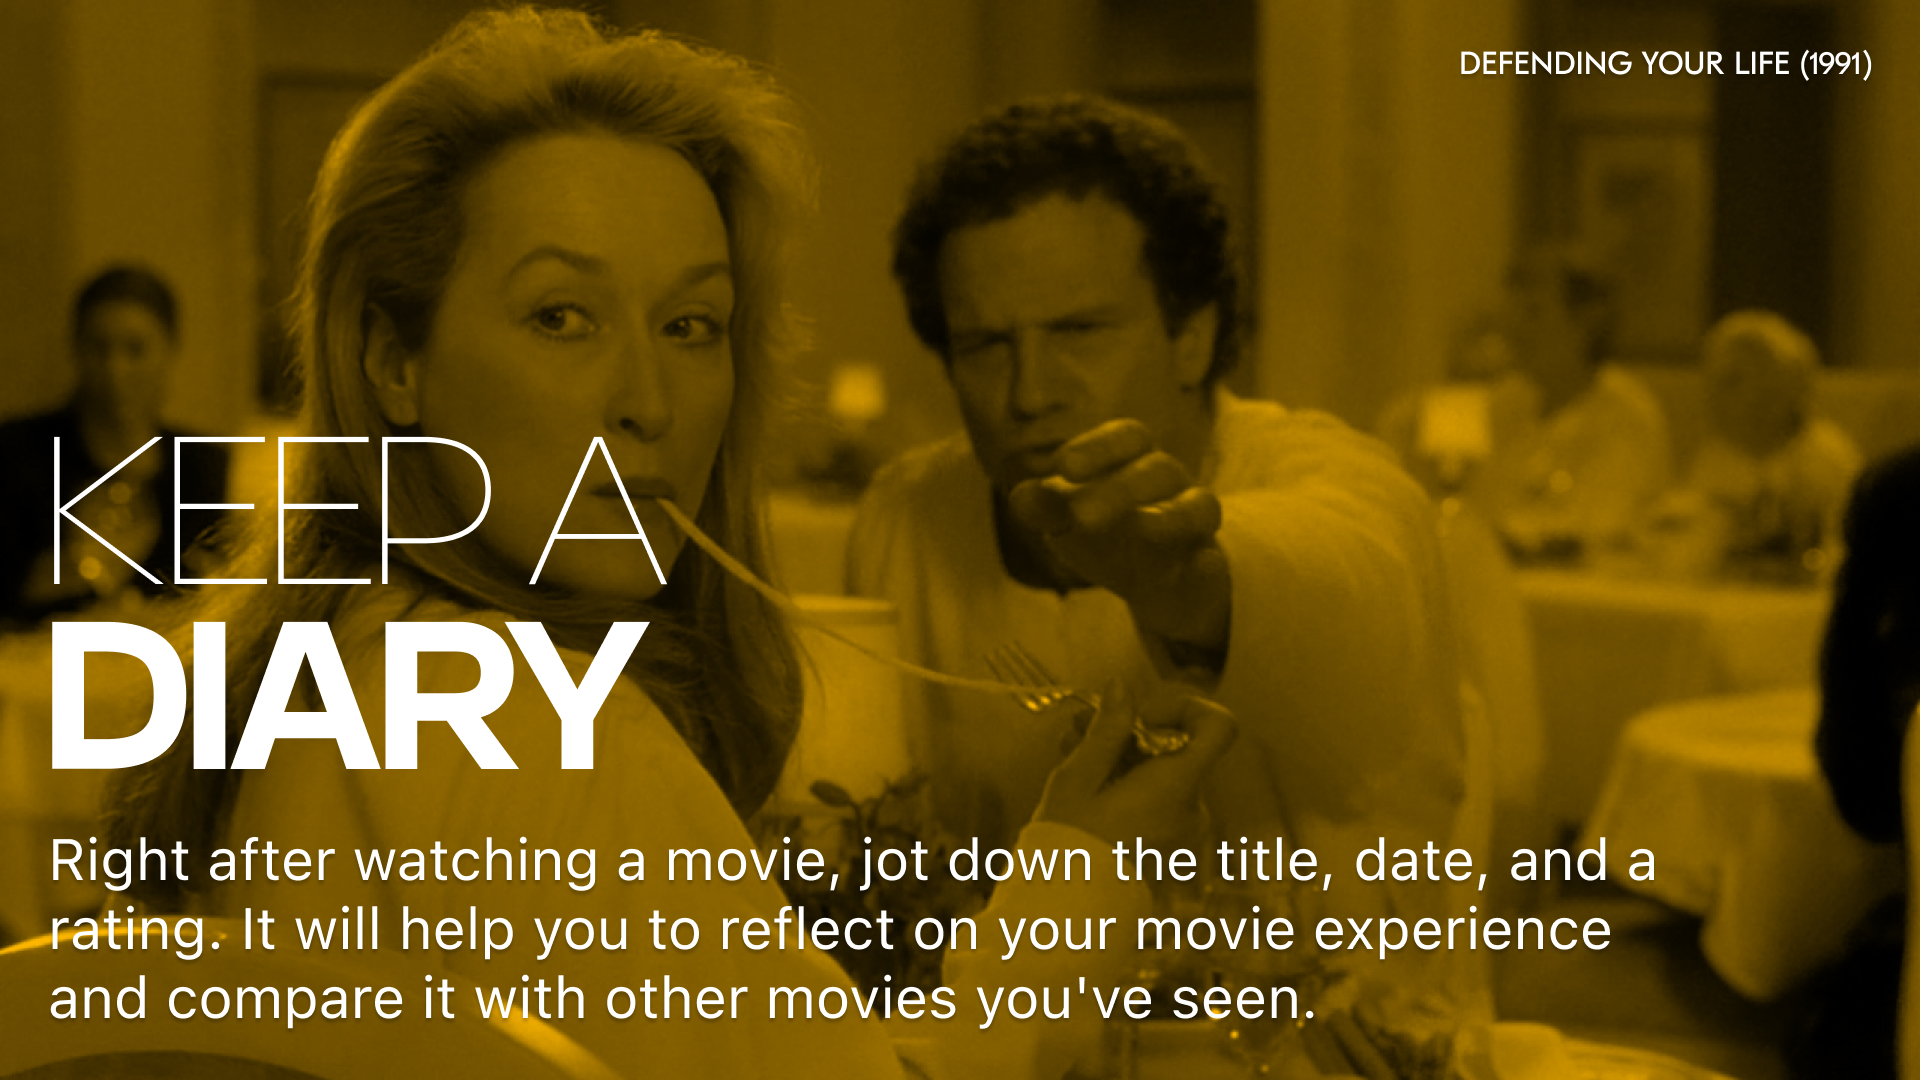 DEFENDING YOUR LIFE (1991)
KEEP A
DIARY
Right after watching a movie, jot down the title, date, and a
rating. It will help you to reflect on your movie experience
and compare it with other movies you've seen.